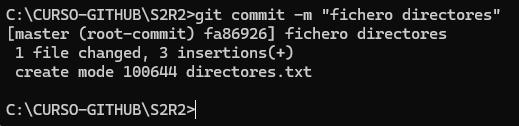 C:\CURSO-GITHUB\S2R2>git commit -m "fichero directores"
[master (root-commit) fa86926] fichero directores
 1 file changed, 3 insertions(+)
 create mode 100644 directores.txt
C:\CURSO-GITHUB\S2R2>